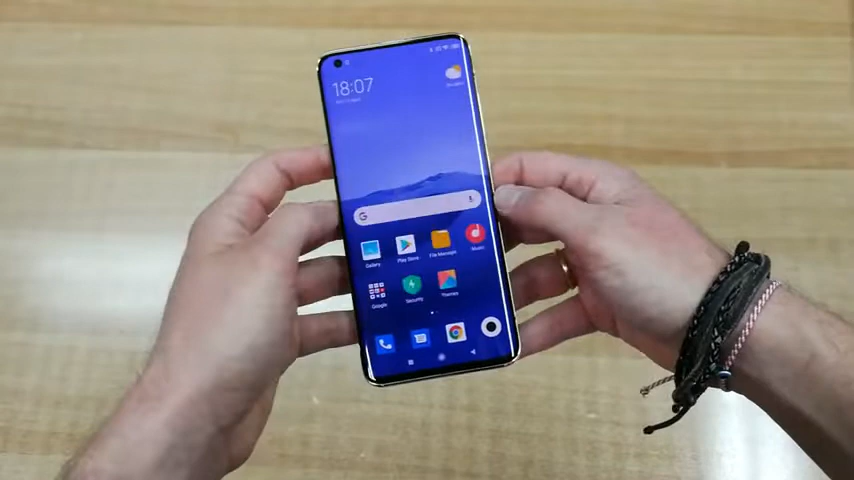 18:07
Gallery
Play Store
File Manager
Music
Google
Security
Themes